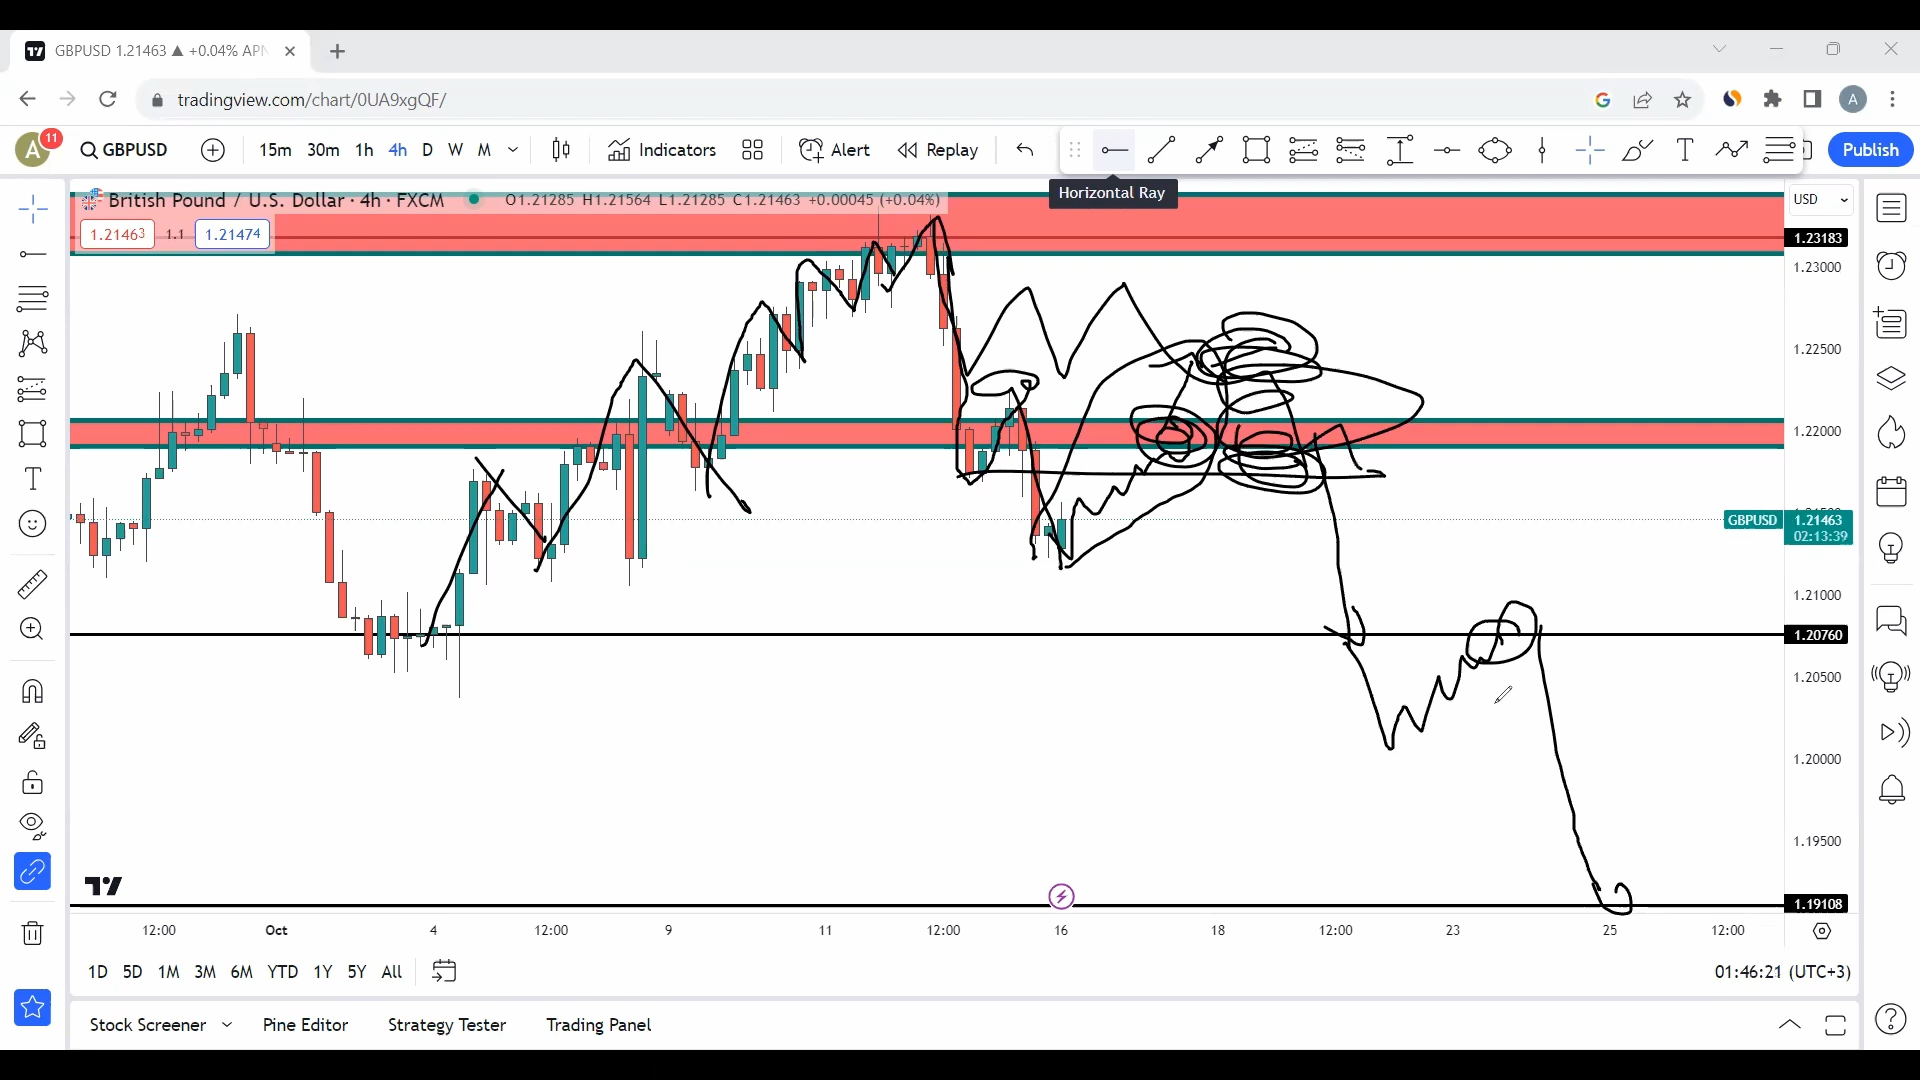 GBPUSD 1.21463 ▲ +0.04% APN
tradingview.com/chart/0UA9xgQF/
A
A 11 GBPUSD 15m 30m 1h 4h D W M Indicators Alert Replay Publish
Horizontal Ray
British Pound / U.S. Dollar · 4h · FXCM O1.21285 H1.21564 L1.21285 C1.21463 +0.00045 (+0.04%)
USD
1.21463 1.1 1.21474
1.23183
1.23000
1.22500
1.22000
GBPUSD 1.21463
02:13:39
1.21000
1.20760
1.20500
1.20000
1.19500
1.19108
12:00 Oct 4 12:00 9 11 12:00 16 18 12:00 23 25 12:00
1D 5D 1M 3M 6M YTD 1Y 5Y All 01:46:21 (UTC+3)
Stock Screener Pine Editor Strategy Tester Trading Panel